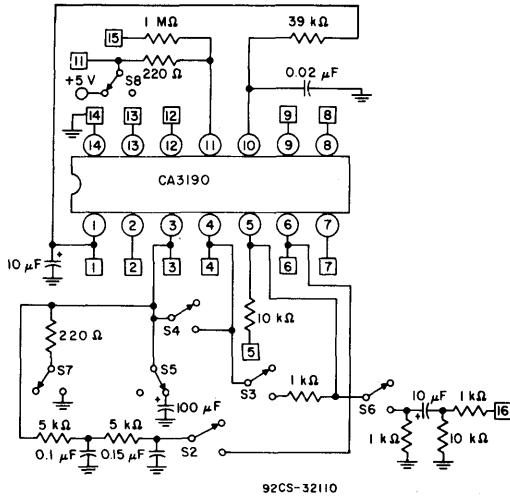 15
1 MΩ
39 kΩ
11
220 Ω
0.02 μF
+5 V
S8
14
13
12
9
8
14
13
12
11
10
9
8
CA3190
1
2
3
4
5
6
7
10 μF
+
1
2
3
4
6
7
10 kΩ
S4
5
220 Ω
S7
S5
S3
1 kΩ
S6
10 μF
+
1 kΩ
16
+
100 μF
5 kΩ
5 kΩ
S2
1 kΩ
10 kΩ
0.1 μF
0.15 μF
92CS-32110